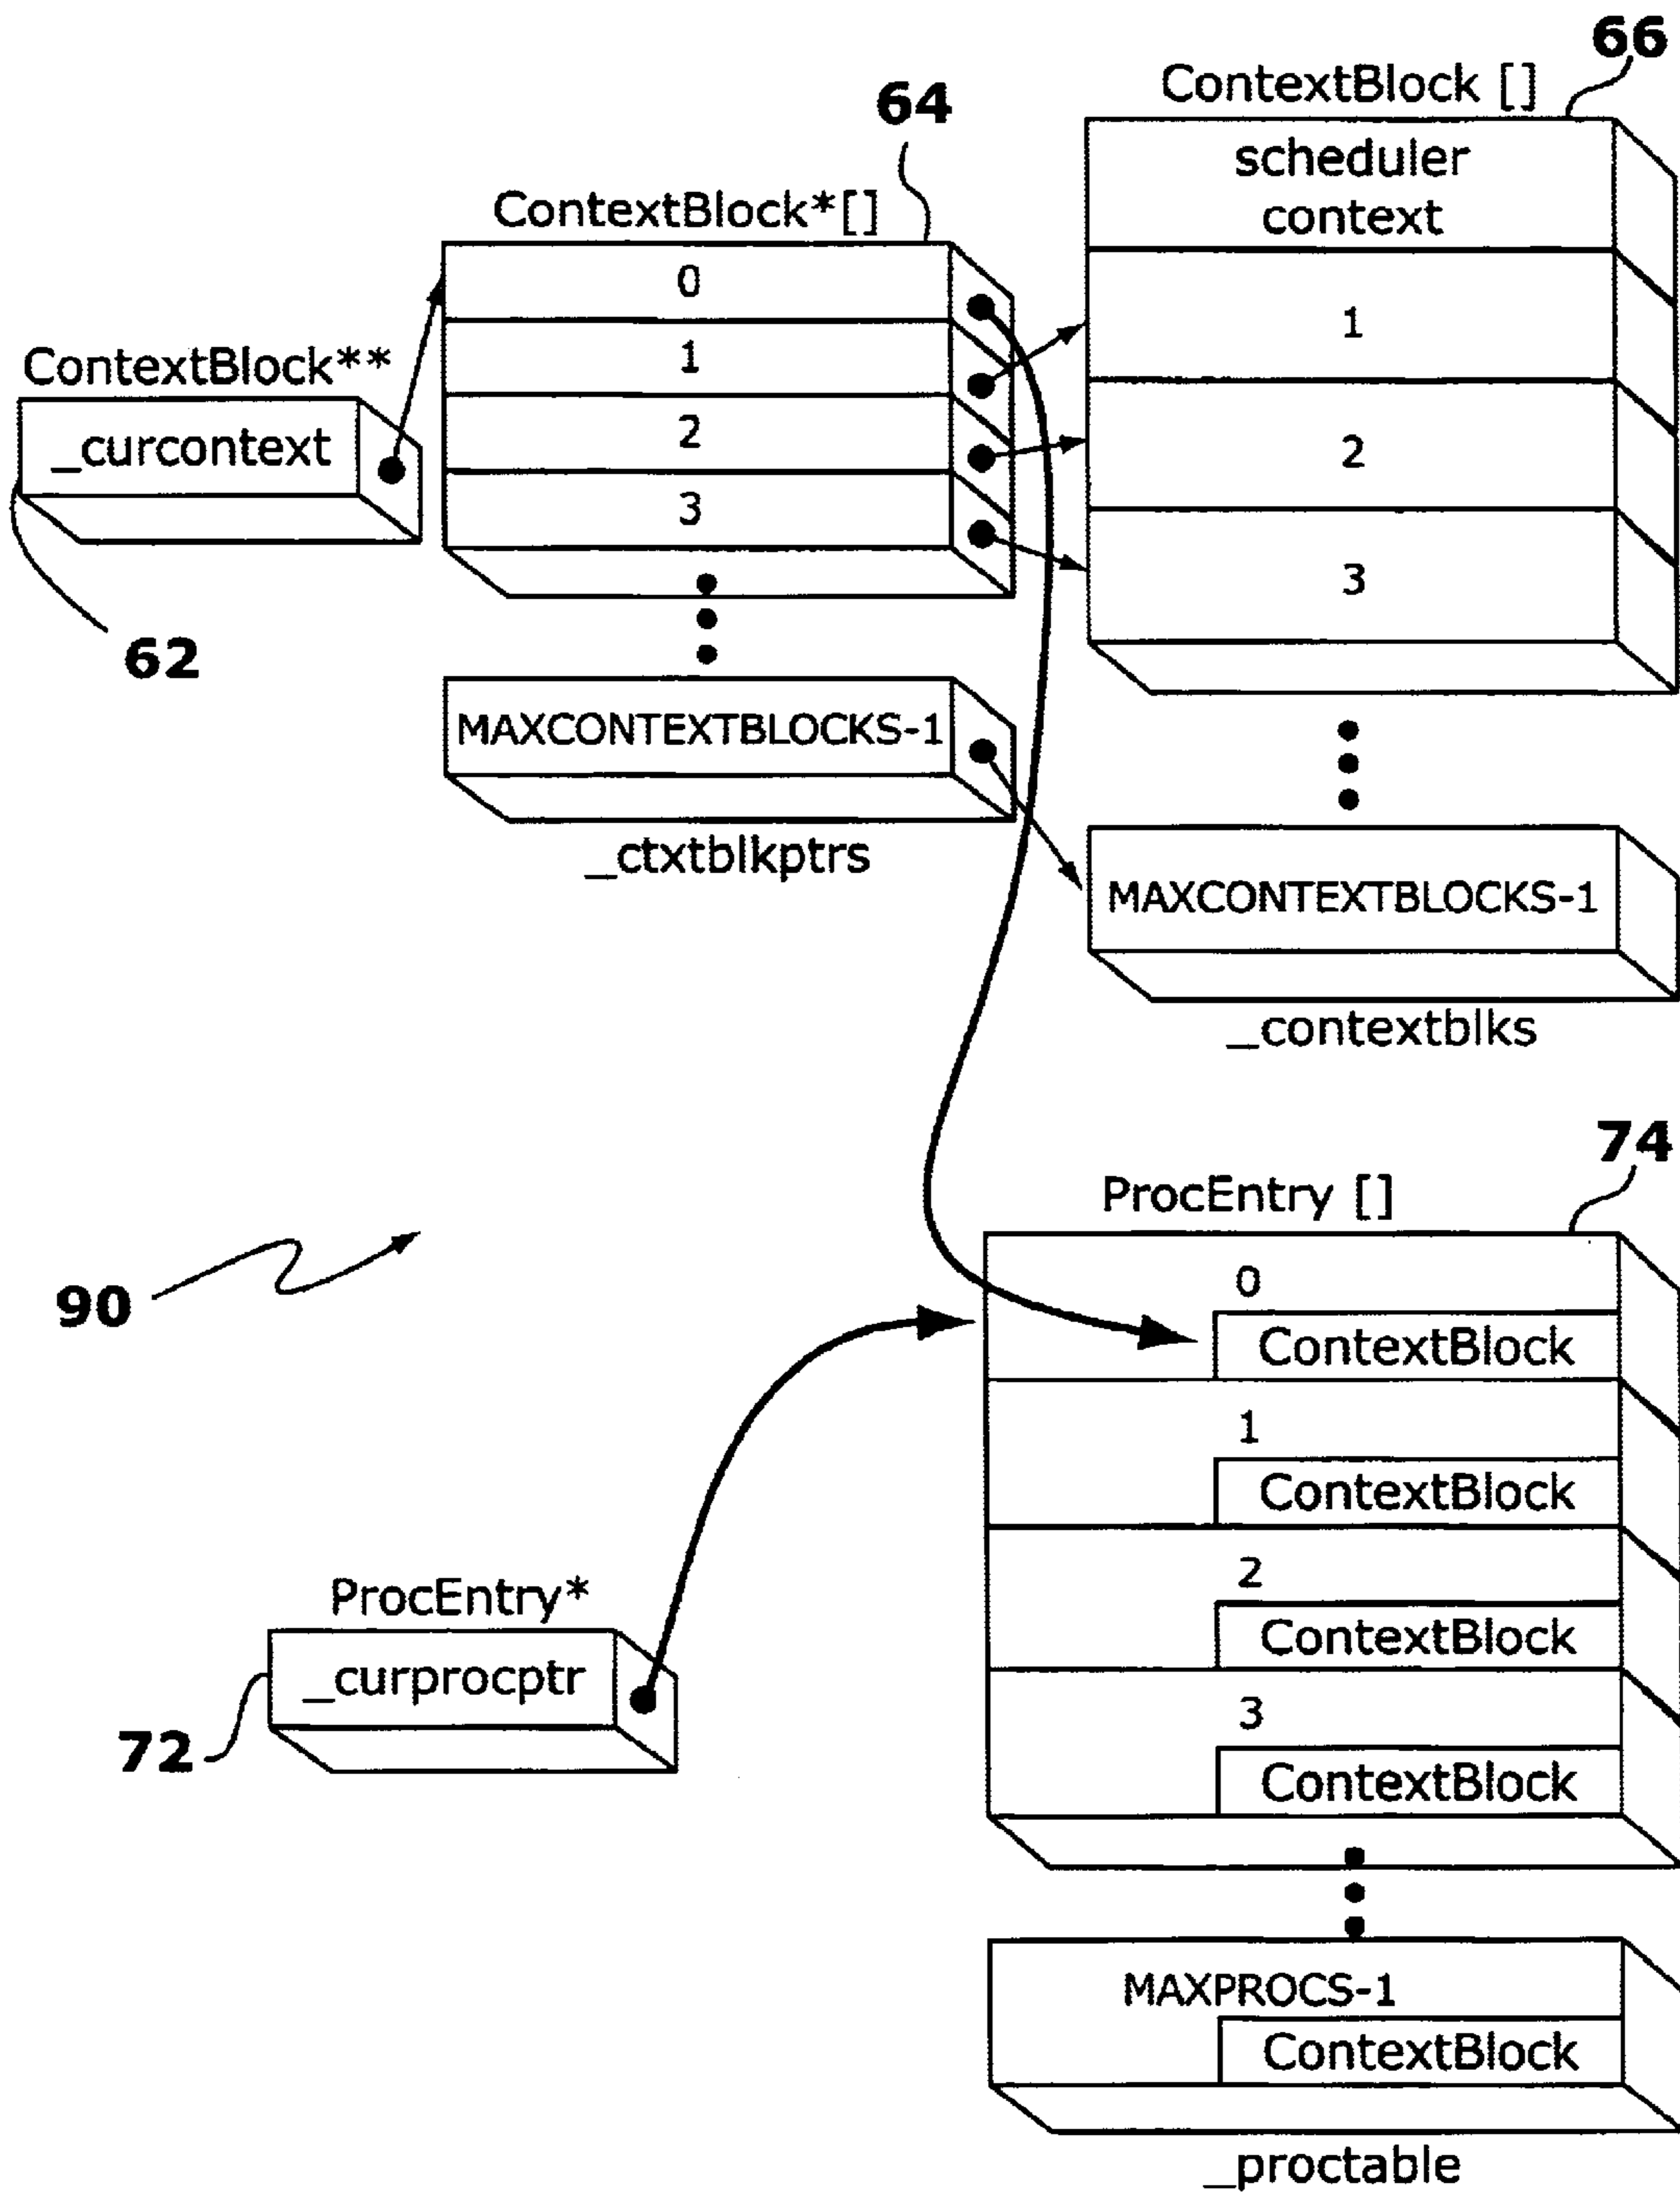 66
ContextBlock []
64
scheduler
context
ContextBlock*[]
0
1
2
3
1
2
3
ContextBlock**
_curcontext
62
MAXCONTEXTBLOCKS-1
_ctxtblkptrs
MAXCONTEXTBLOCKS-1
_contextblks
74
ProcEntry []
90
0
ContextBlock
1
ContextBlock
2
ContextBlock
3
ContextBlock
ProcEntry*
_curprocptr
72
MAXPROCS-1
ContextBlock
_proctable